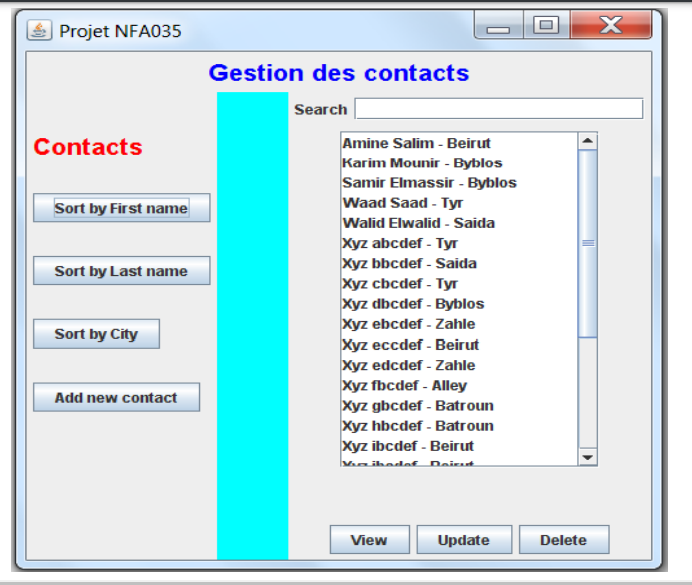 Projet NFA035
Gestion des contacts
Contacts
Sort by First name
Sort by Last name
Sort by City
Add new contact
Search
Amine Salim - Beirut
Karim Mounir - Byblos
Samir Elmassir - Byblos
Waad Saad - Tyr
Walid Elwalid - Saida
Xyz abcdef - Tyr
Xyz bbcdef - Saida
Xyz cbcdef - Tyr
Xyz dbcdef - Byblos
Xyz ebcdef - Zahle
Xyz eccdef - Beirut
Xyz edcdef - Zahle
Xyz fbcdef - Alley
Xyz gbcdef - Batroun
Xyz hbcdef - Batroun
Xyz ibcdef - Beirut
View Update Delete